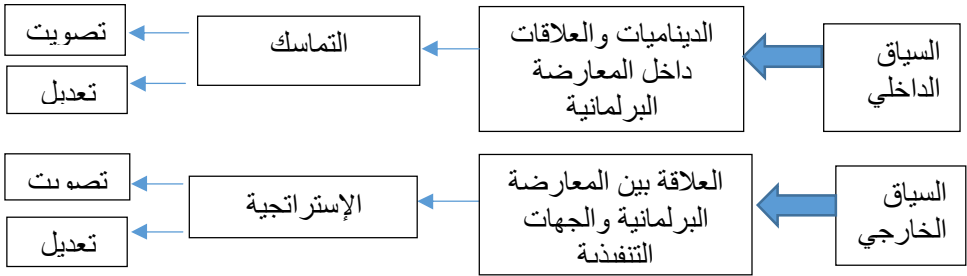 السياق
الداخلي
الديناميات والعلاقات
داخل المعارضة
البرلمانية
التماسك
تصويت
تعديل
السياق
الخارجي
العلاقة بين المعارضة
البرلمانية والجهات
التنفيذية
الإستراتجية
تصويت
تعديل